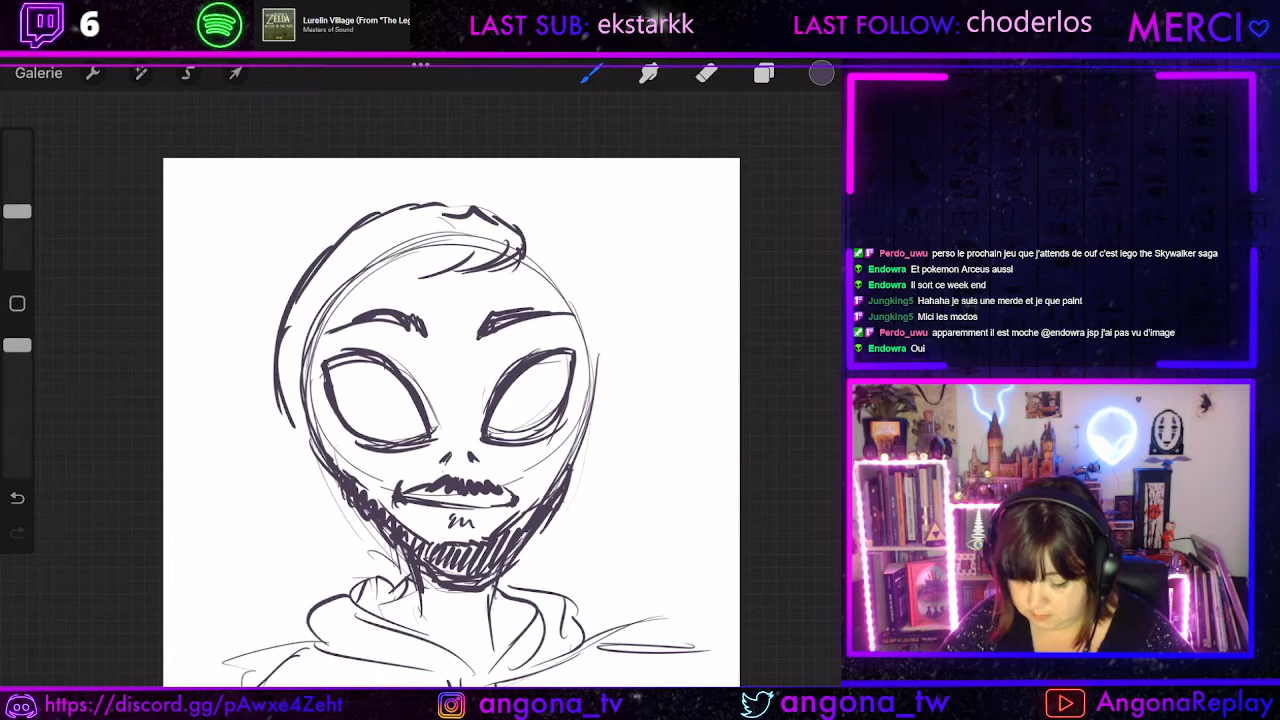 6
Lurelin Village (From "The Leg
Masters of Sound
LAST SUB: ekstarkk
LAST FOLLOW: choderlos
MERCI
Galerie
Perdo_uwu perso le prochain jeu que j'attends de ouf c'est lego the Skywalker saga
Endowra Et pokemon Arceus aussi
Endowra Il sort ce week end
Jungking5 Hahaha je suis une merde et je que paint
Jungking5 Mici les modos
Perdo_uwu apparemment il est moche @endowra jsp j'ai pas vu d'image
Endowra Oui
https://discord.gg/pAwxe4Zeht
angona_tv
angona_tw
AngonaReplay